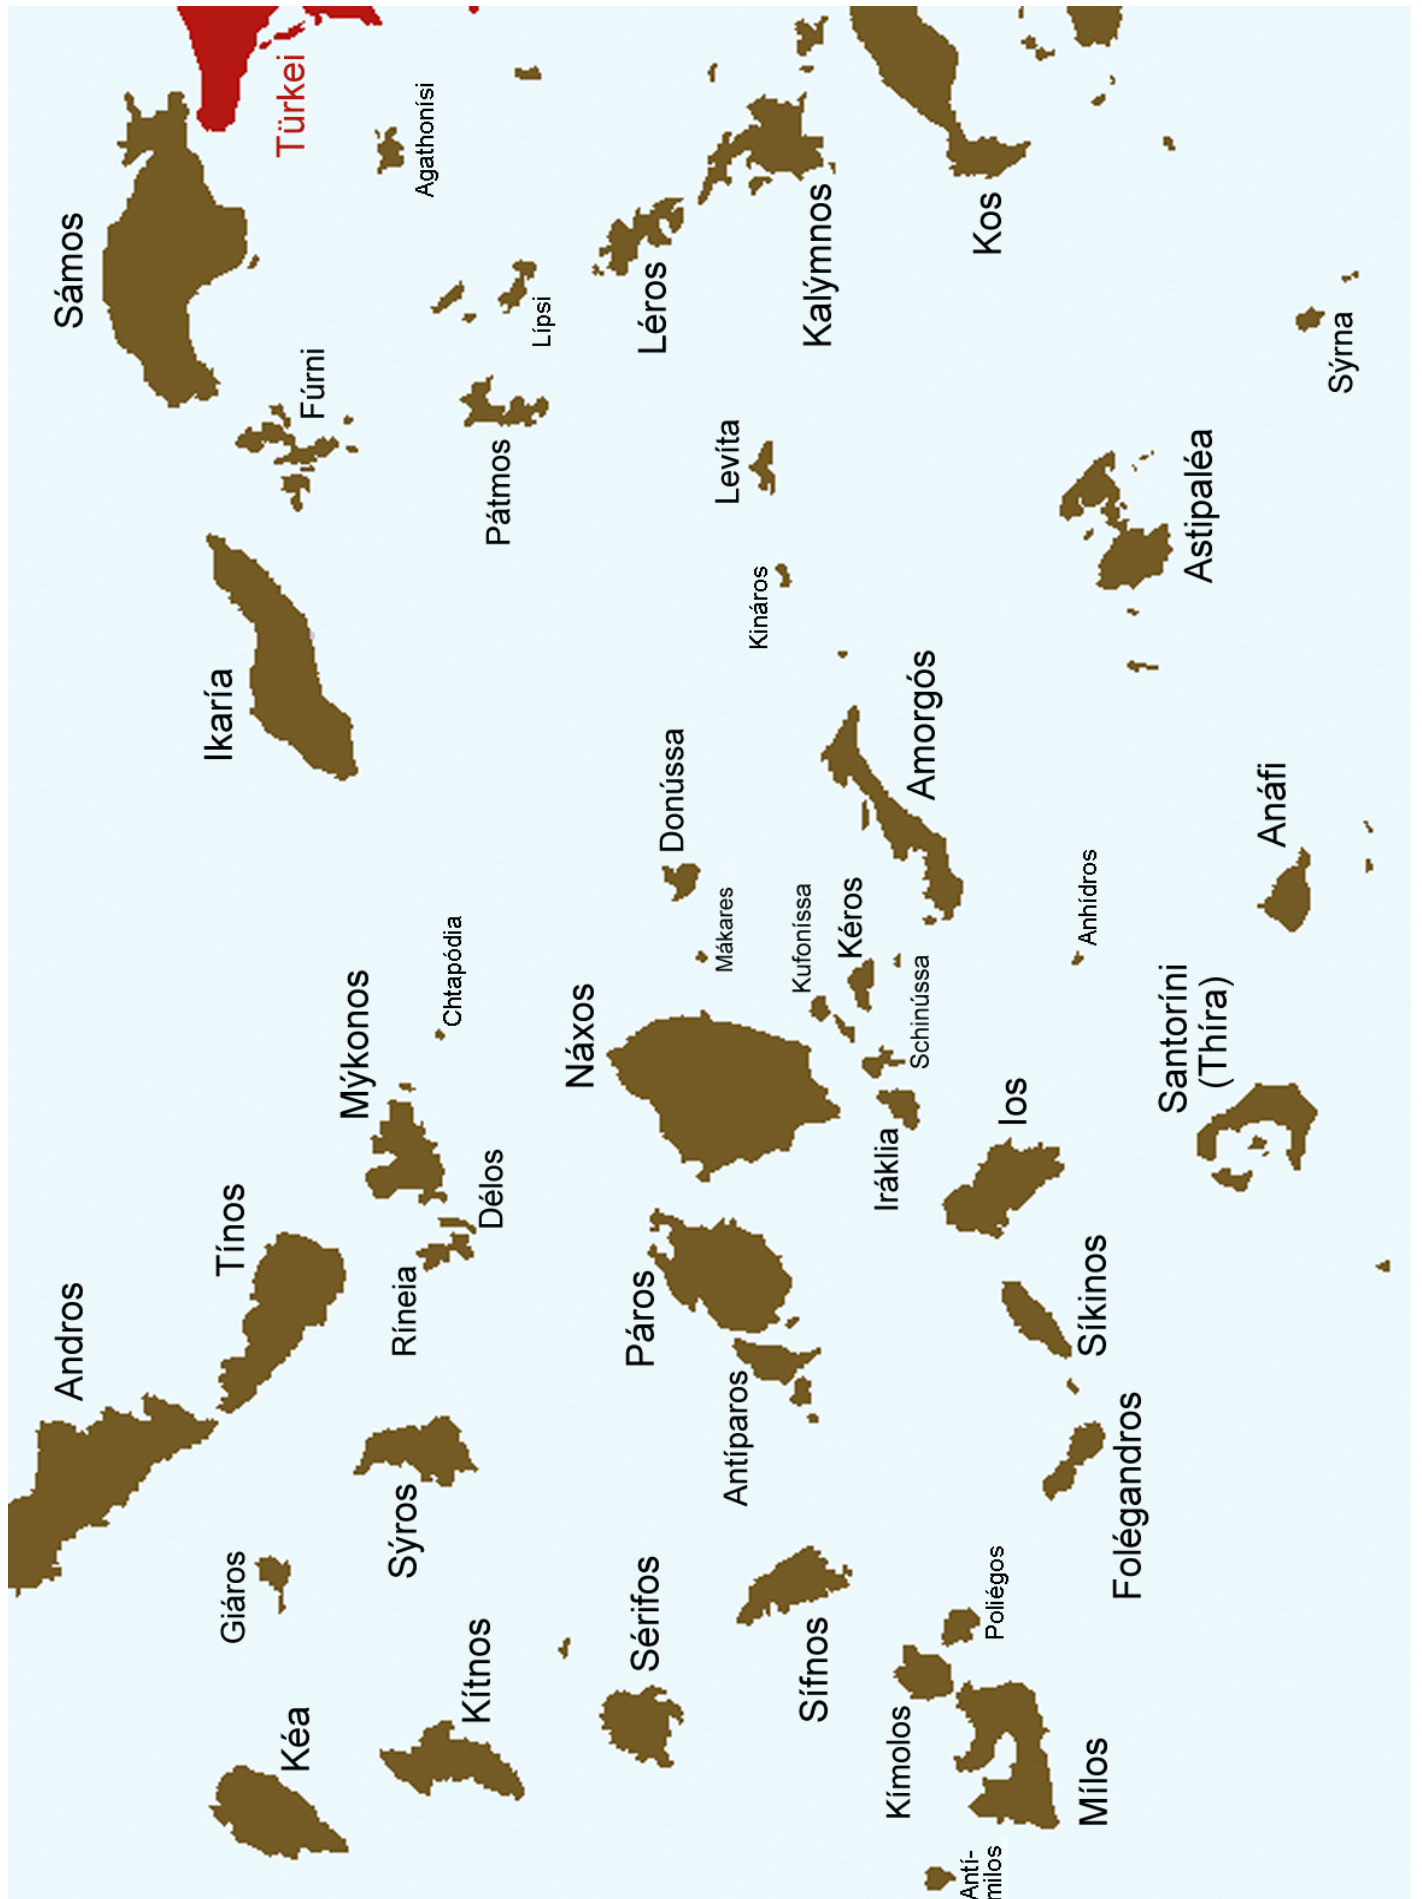 Andros
Sámos
Giáros
Tínos
Ikaría
Türkei
Kéa
Fúrni
Mýkonos
Sýros
Ríneia
Agathonísi
Chtapódia
Kítnos
Délos
Pátmos
Lípsi
Náxos
Sérifos
Páros
Léros
Donússa
Mákares
Levíta
Antíparos
Kináros
Kufoníssa
Sífnos
Kalýmnos
Kéros
Iráklia
Kímolos
Schinússa
Amorgós
Antí-
milos
Kos
Poliégos
Ios
Anhídros
Síkinos
Mílos
Folégandros
Santoríni
(Thíra)
Astipaléa
Anáfi
Sýrna